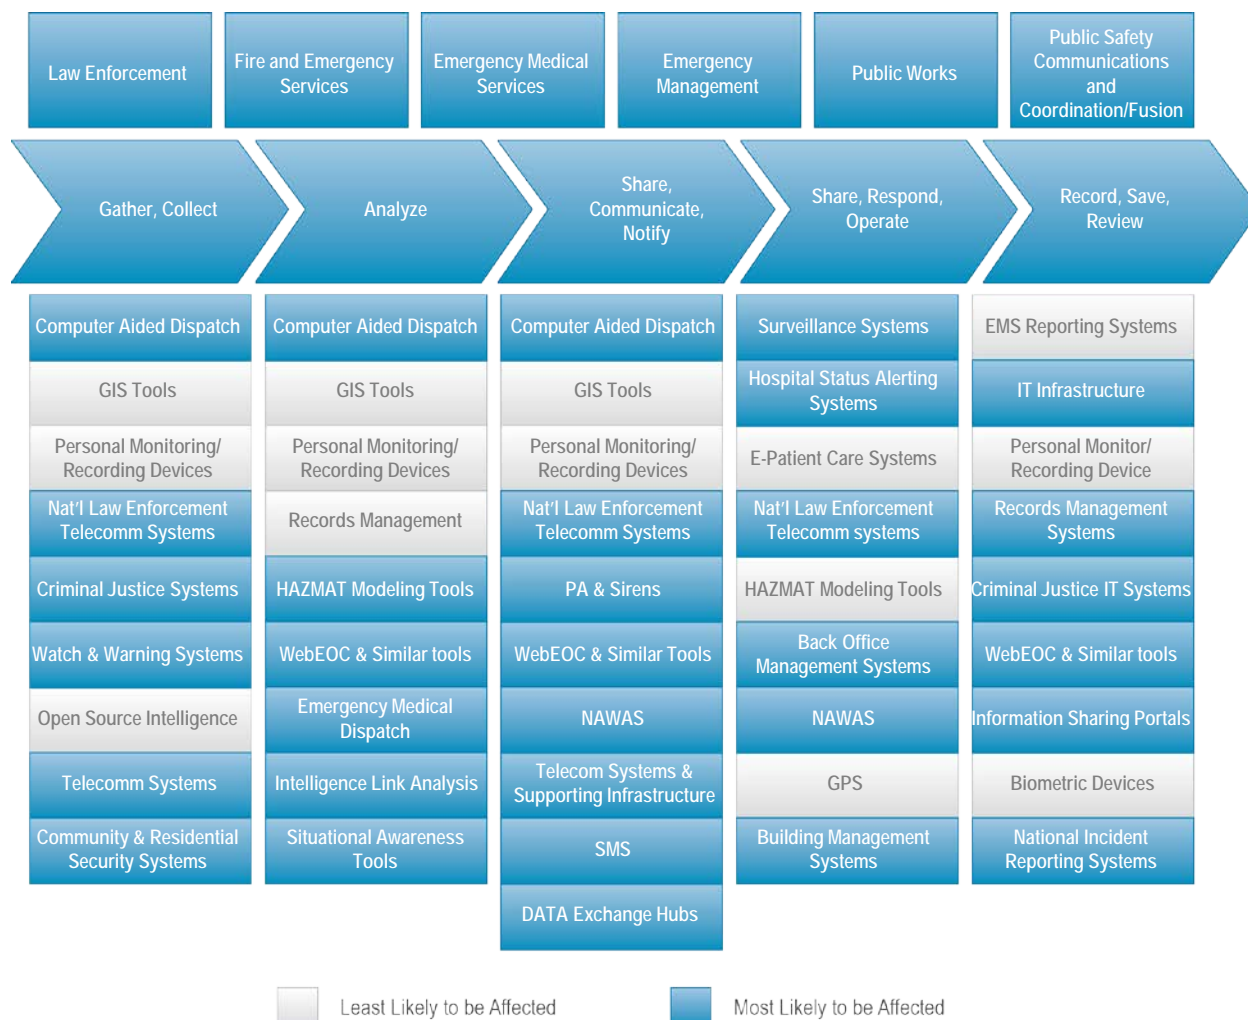 Law Enforcement
Fire and Emergency
Services
Emergency Medical
Services
Emergency
Management
Public Works
Public Safety
Communications
and
Coordination/Fusion
Gather, Collect
Analyze
Share,
Communicate,
Notify
Share, Respond,
Operate
Record, Save,
Review
Computer Aided Dispatch
GIS Tools
Personal Monitoring/
Recording Devices
Nat'l Law Enforcement
Telecomm Systems
Criminal Justice Systems
Watch & Warning Systems
Open Source Intelligence
Telecomm Systems
Community & Residential
Security Systems
Computer Aided Dispatch
GIS Tools
Personal Monitoring/
Recording Devices
Records Management
HAZMAT Modeling Tools
WebEOC & Similar tools
Emergency Medical
Dispatch
Intelligence Link Analysis
Situational Awareness
Tools
Computer Aided Dispatch
GIS Tools
Personal Monitoring/
Recording Devices
Nat'l Law Enforcement
Telecomm Systems
PA & Sirens
WebEOC & Similar Tools
NAWAS
Telecom Systems &
Supporting Infrastructure
SMS
DATA Exchange Hubs
Surveillance Systems
Hospital Status Alerting
Systems
E-Patient Care Systems
Nat'l Law Enforcement
Telecomm systems
HAZMAT Modeling Tools
Back Office
Management Systems
NAWAS
GPS
Building Management
Systems
EMS Reporting Systems
IT Infrastructure
Personal Monitor/
Recording Device
Records Management
Systems
Criminal Justice IT Systems
WebEOC & Similar tools
Information Sharing Portals
Biometric Devices
National Incident
Reporting Systems
Least Likely to be Affected
Most Likely to be Affected